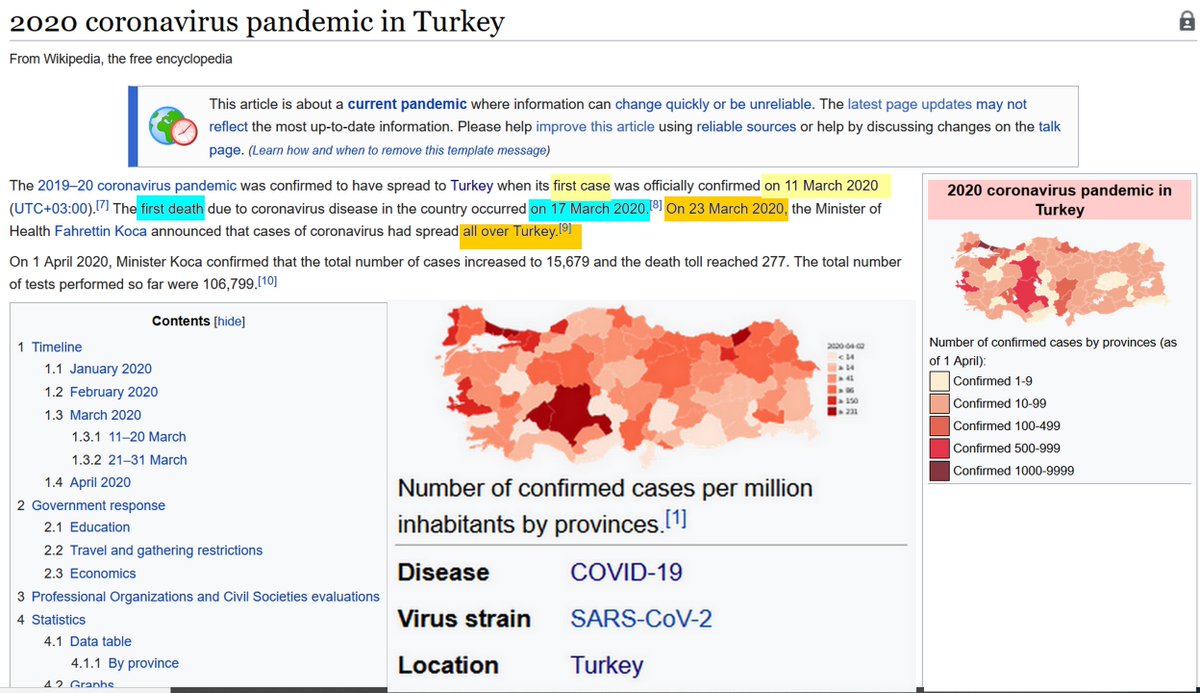 2020 coronavirus pandemic in Turkey
From Wikipedia, the free encyclopedia
This article is about a current pandemic where information can change quickly or be unreliable. The latest page updates may not
reflect the most up-to-date information. Please help improve this article using reliable sources or help by discussing changes on the talk
page. (Learn how and when to remove this template message)
The 2019–20 coronavirus pandemic was confirmed to have spread to Turkey when its first case was officially confirmed on 11 March 2020
(UTC+03:00).[7] The first death due to coronavirus disease in the country occurred on 17 March 2020.[8] On 23 March 2020, the Minister of
Health Fahrettin Koca announced that cases of coronavirus had spread all over Turkey.[9]
On 1 April 2020, Minister Koca confirmed that the total number of cases increased to 15,679 and the death toll reached 277. The total number
of tests performed so far were 106,799.[10]
Contents [hide]
1 Timeline
1.1 January 2020
1.2 February 2020
1.3 March 2020
1.3.1 11–20 March
1.3.2 21–31 March
1.4 April 2020
2 Government response
2.1 Education
2.2 Travel and gathering restrictions
2.3 Economics
3 Professional Organizations and Civil Societies evaluations
4 Statistics
4.1 Data table
4.1.1 By province
4.2 Graphs
2020-04-02
< 14
≥ 14
≥ 41
≥ 86
≥ 150
≥ 231
Number of confirmed cases per million
inhabitants by provinces.[1]
Disease COVID-19
Virus strain SARS-CoV-2
Location Turkey
2020 coronavirus pandemic in
Turkey
Number of confirmed cases by provinces (as
of 1 April):
Confirmed 1-9
Confirmed 10-99
Confirmed 100-499
Confirmed 500-999
Confirmed 1000-9999